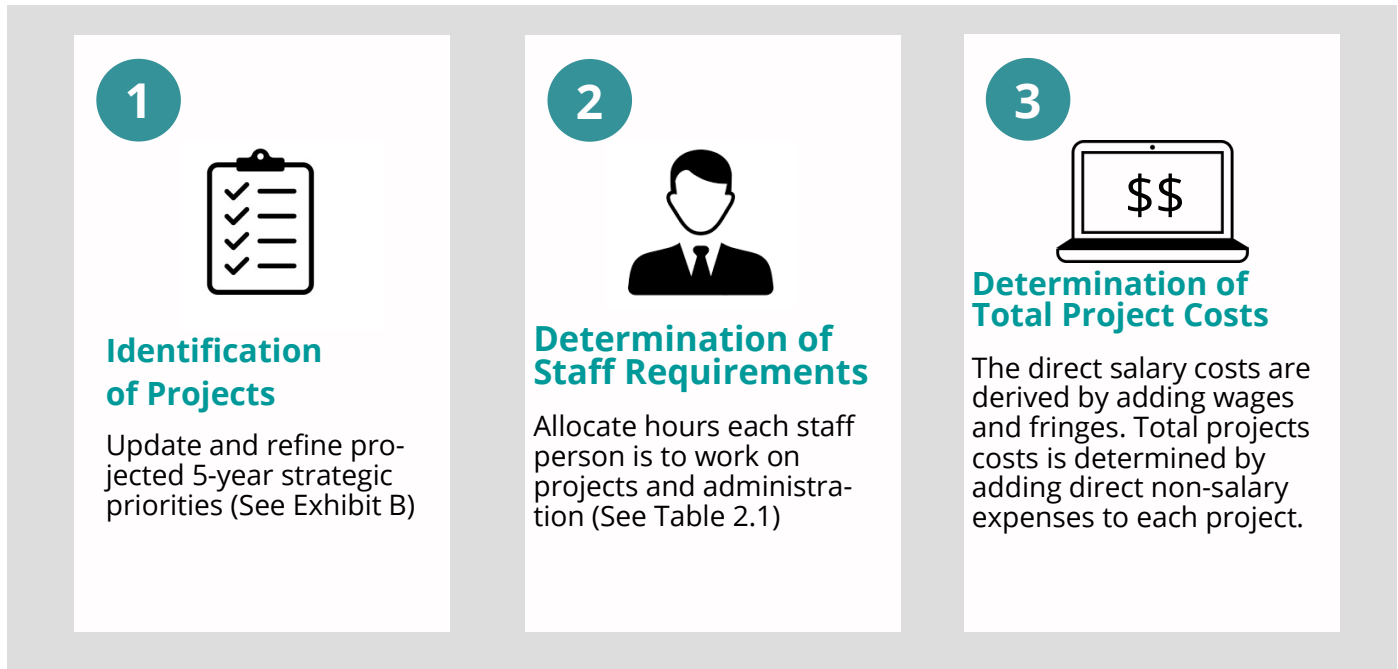 1
Identification
of Projects
Update and refine pro-
jected 5-year strategic
priorities (See Exhibit B)
2
Determination of
Staff Requirements
Allocate hours each staff
person is to work on
projects and administra-
tion (See Table 2.1)
3
$$
Determination of
Total Project Costs
The direct salary costs are
derived by adding wages
and fringes. Total projects
costs is determined by
adding direct non-salary
expenses to each project.